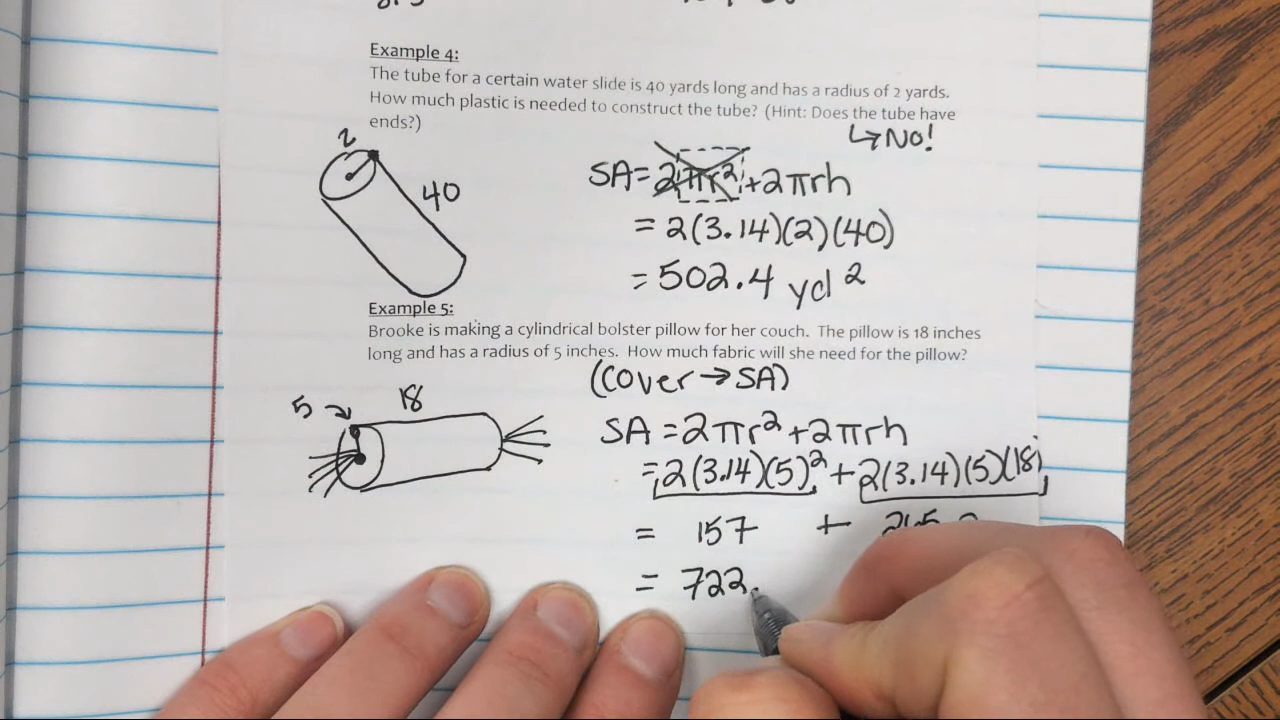 Example 4:
The tube for a certain water slide is 40 yards long and has a radius of 2 yards.
How much plastic is needed to construct the tube? (Hint: Does the tube have
ends?)
↳No!
2
40
SA=2πr²+2πrh
=2(3.14)(2)(40)
=502.4 yd²
Example 5:
Brooke is making a cylindrical bolster pillow for her couch. The pillow is 18 inches
long and has a radius of 5 inches. How much fabric will she need for the pillow?
(Cover→SA)
5
18
SA=2πr²+2πrh
=2(3.14)(5)²+2(3.14)(5)(18)
= 157 +
= 722.